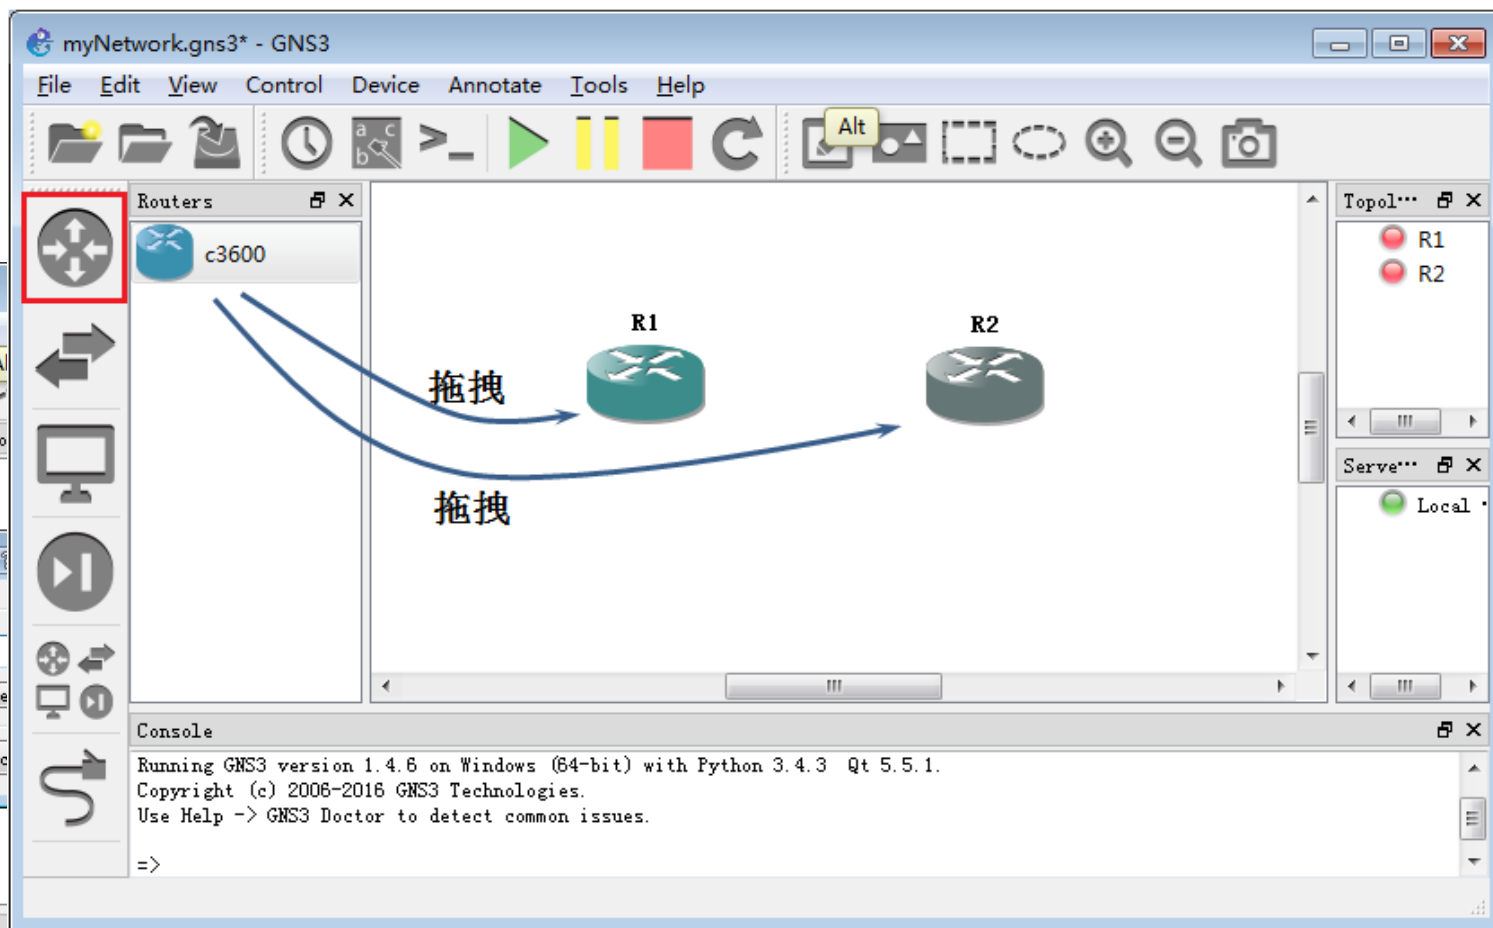 myNetwork.gns3* - GNS3
File Edit View Control Device Annotate Tools Help
Alt
Routers
c3600
R1
R2
拖拽
拖拽
Topol···
R1
R2
Serve···
Local
Console
Running GNS3 version 1.4.6 on Windows (64-bit) with Python 3.4.3 Qt 5.5.1.
Copyright (c) 2006-2016 GNS3 Technologies.
Use Help -> GNS3 Doctor to detect common issues.
=>